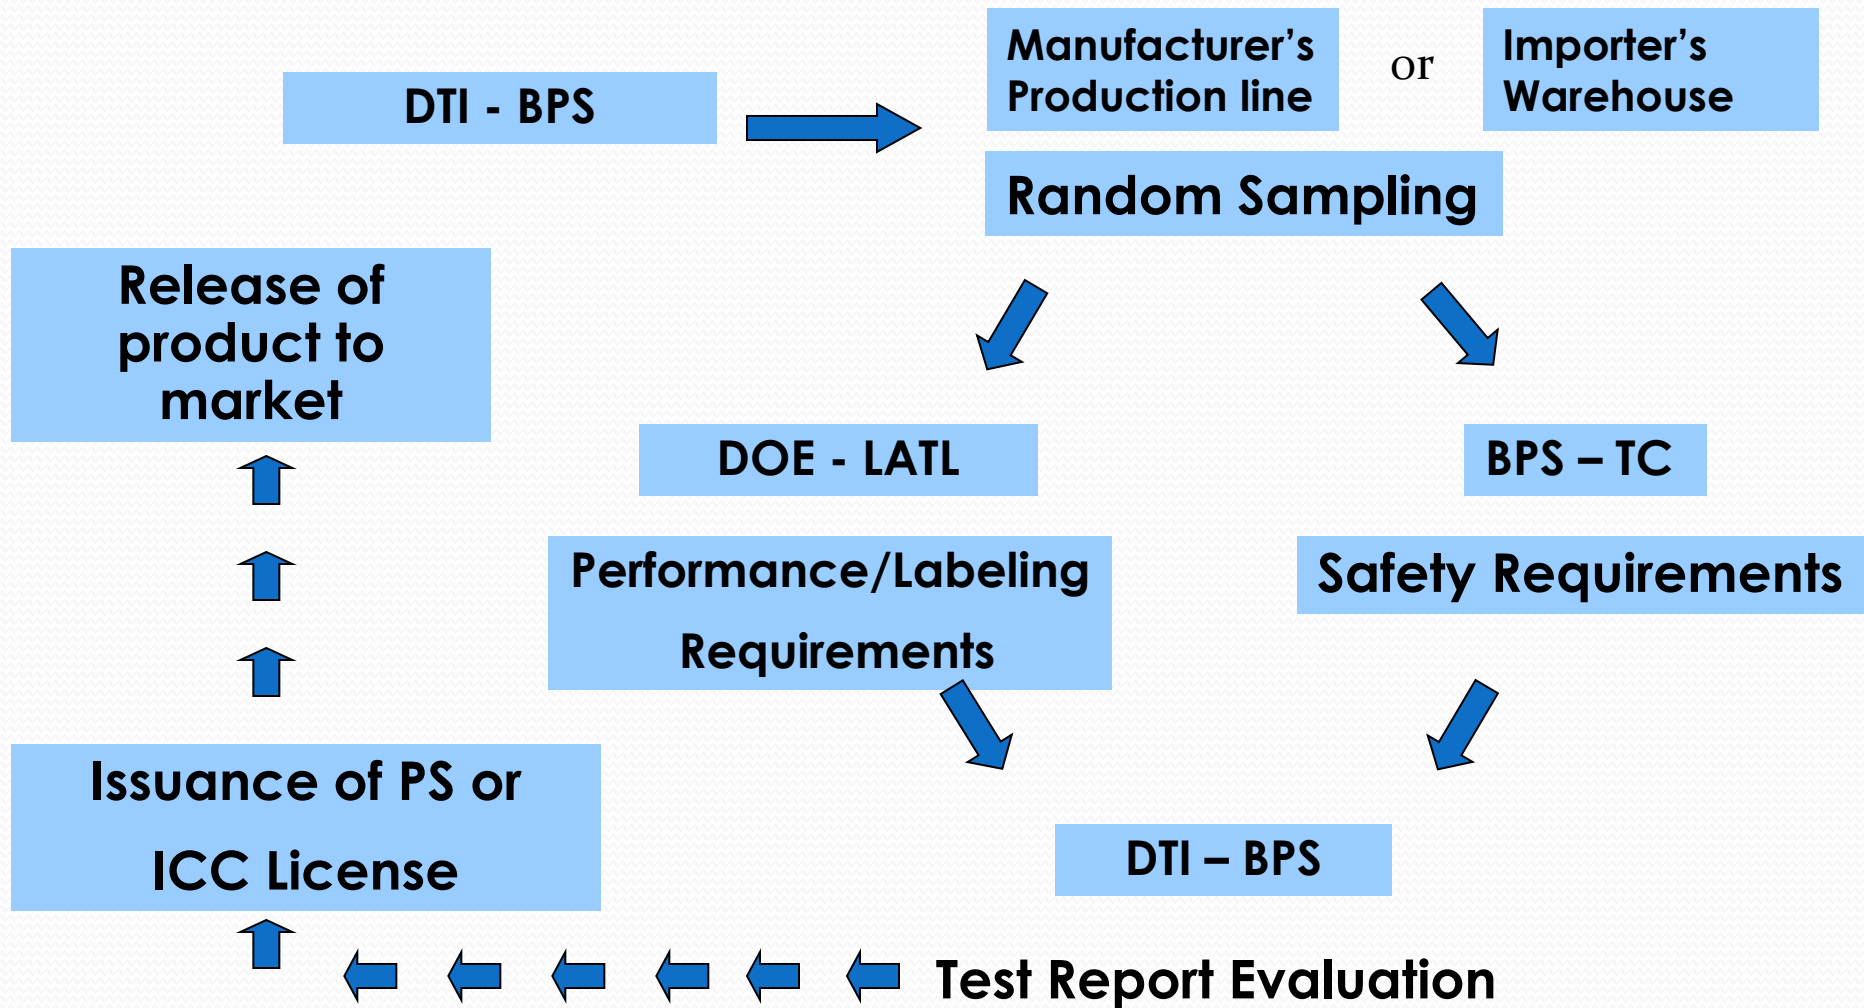 DTI - BPS
Manufacturer’s
Production line
or
Importer’s
Warehouse
Random Sampling
Release of
product to
market
DOE - LATL
BPS – TC
Performance/Labeling
Requirements
Safety Requirements
Issuance of PS or
ICC License
DTI – BPS
Test Report Evaluation